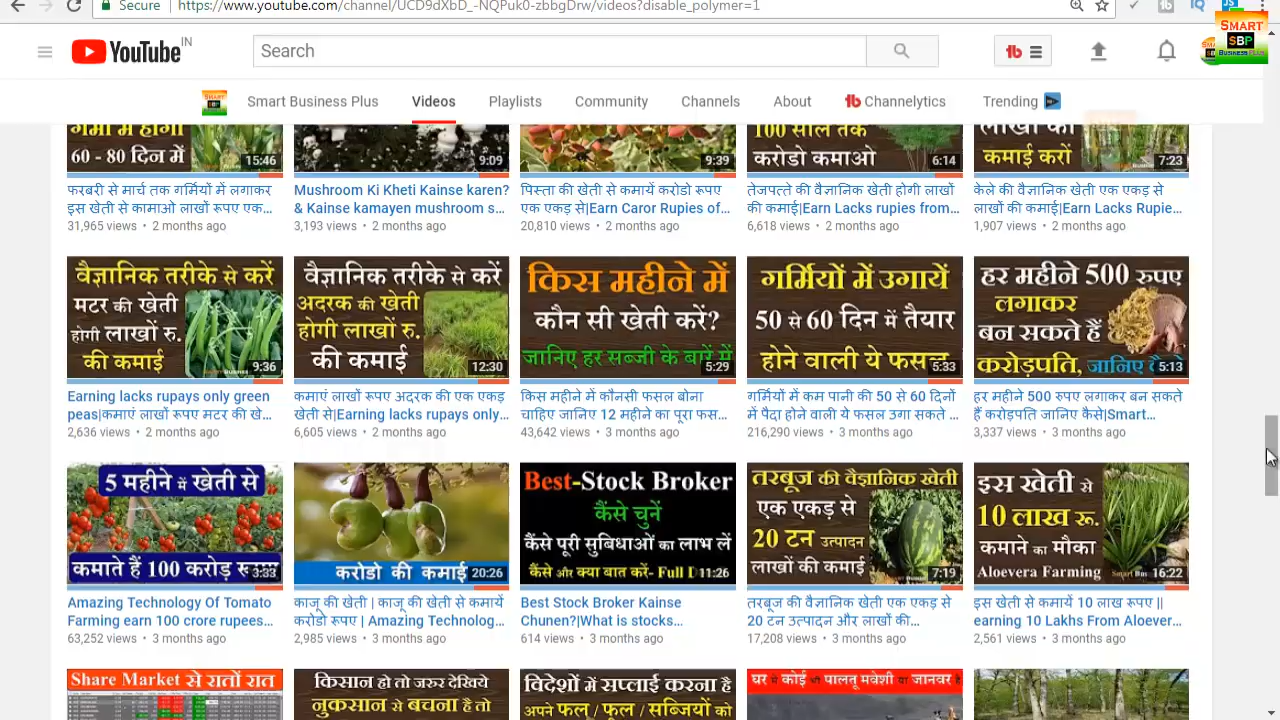 Secure https://www.youtube.com/channel/UCD9dXbD_-NQPuk0-zbbgDrw/videos?disable_polymer=1
SMART
SBP
BUSINESS PLUS
YouTube IN
Search
Smart Business Plus Videos Playlists Community Channels About Channelytics Trending
गर्मी में होगी
60 - 80 दिन में
15:46
9:09
9:39
100 साल तक
करोडो कमाओ
6:14
लाखों की
कमाई करों
7:23
फरबरी से मार्च तक गर्मियों में लगाकर
इस खेती से कामाओ लाखों रूपए एक...
31,965 views • 2 months ago
Mushroom Ki Kheti Kainse karen?
& Kainse kamayen mushroom s...
3,193 views • 2 months ago
पिस्ता की खेती से कमायें करोडो रूपए
एक एकड़ से|Earn Caror Rupies of...
20,810 views • 2 months ago
तेजपत्ते की वैज्ञानिक खेती होगी लाखों
की कमाई|Earn Lacks rupies from...
6,618 views • 2 months ago
केले की वैज्ञानिक खेती एक एकड़ से
लाखों की कमाई|Earn Lacks Rupie...
1,907 views • 2 months ago
वैज्ञानिक तरीके से करें
मटर की खेती
होगी लाखों रु.
की कमाई
9:36
वैज्ञानिक तरीके से करें
अदरक की खेती
होगी लाखों रु.
की कमाई
12:30
किस महीने में
कौन सी खेती करें?
जानिए हर सब्जी के बारें में
5:29
गर्मियों में उगायें
50 से 60 दिन में तैयार
होने वाली ये फसल
5:33
हर महीने 500 रुपए
लगाकर
बन सकते हैं
करोड़पति, जानिए कैसे
5:13
Earning lacks rupays only green
peas|कमाएं लाखों रूपए मटर की खे...
2,636 views • 2 months ago
कमाएं लाखों रूपए अदरक की एक एकड़
खेती से|Earning lacks rupays only...
6,605 views • 2 months ago
किस महीने में कौनसी फसल बोना
चाहिए जानिए 12 महीने का पूरा फस...
43,642 views • 3 months ago
गर्मियों में कम पानी की 50 से 60 दिनों
में पैदा होने वाली ये फसल उगा सकते ...
216,290 views • 3 months ago
हर महीने 500 रुपए लगाकर बन सकते
हैं करोड़पति जानिए कैसे|Smart...
3,337 views • 3 months ago
5 महीने में खेती से
कमाते हैं 100 करोड़
3:33
करोडो की कमाई
20:26
Best-Stock Broker
कैंसे चुनें
कैंसे पूरी सुबिधाओं का लाभ लें
कैंसे और क्या बात करें- Full
11:26
तरबूज की वैज्ञानिक खेती
एक एकड़ से
20 टन उत्पादन
लाखों की कमाई
7:19
इस खेती से
10 लाख रू.
कमाने का मौका
Aloevera Farming
16:22
Amazing Technology Of Tomato
Farming earn 100 crore rupees...
63,252 views • 3 months ago
काजू की खेती | काजू की खेती से कमायें
करोडो रूपए | Amazing Technolog...
2,985 views • 3 months ago
Best Stock Broker Kainse
Chunen?|What is stocks...
614 views • 3 months ago
तरबूज की वैज्ञानिक खेती एक एकड़ से
20 टन उत्पादन और लाखों की...
17,208 views • 3 months ago
इस खेती से कमायें 10 लाख रूपए ||
earning 10 Lakhs From Aloever...
2,561 views • 3 months ago
Share Market से रातों रात
किसान हो तो जरुर देखिये
नुकसान से बचना है तो
विदेशों में सप्लाई करना है
अपने फल / फूल / सब्जियों को
घर में कोई भी पालतू मवेशी या जानवर है